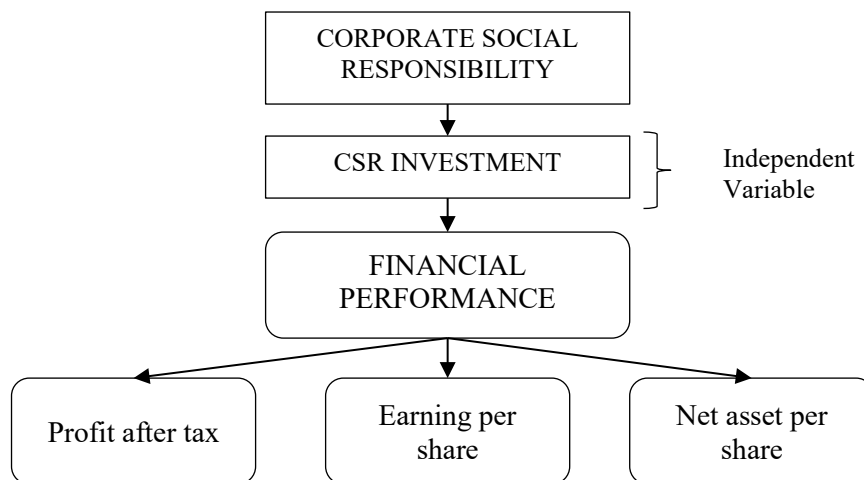 CORPORATE SOCIAL
RESPONSIBILITY
CSR INVESTMENT
Independent
Variable
FINANCIAL
PERFORMANCE
Profit after tax
Earning per
share
Net asset per
share